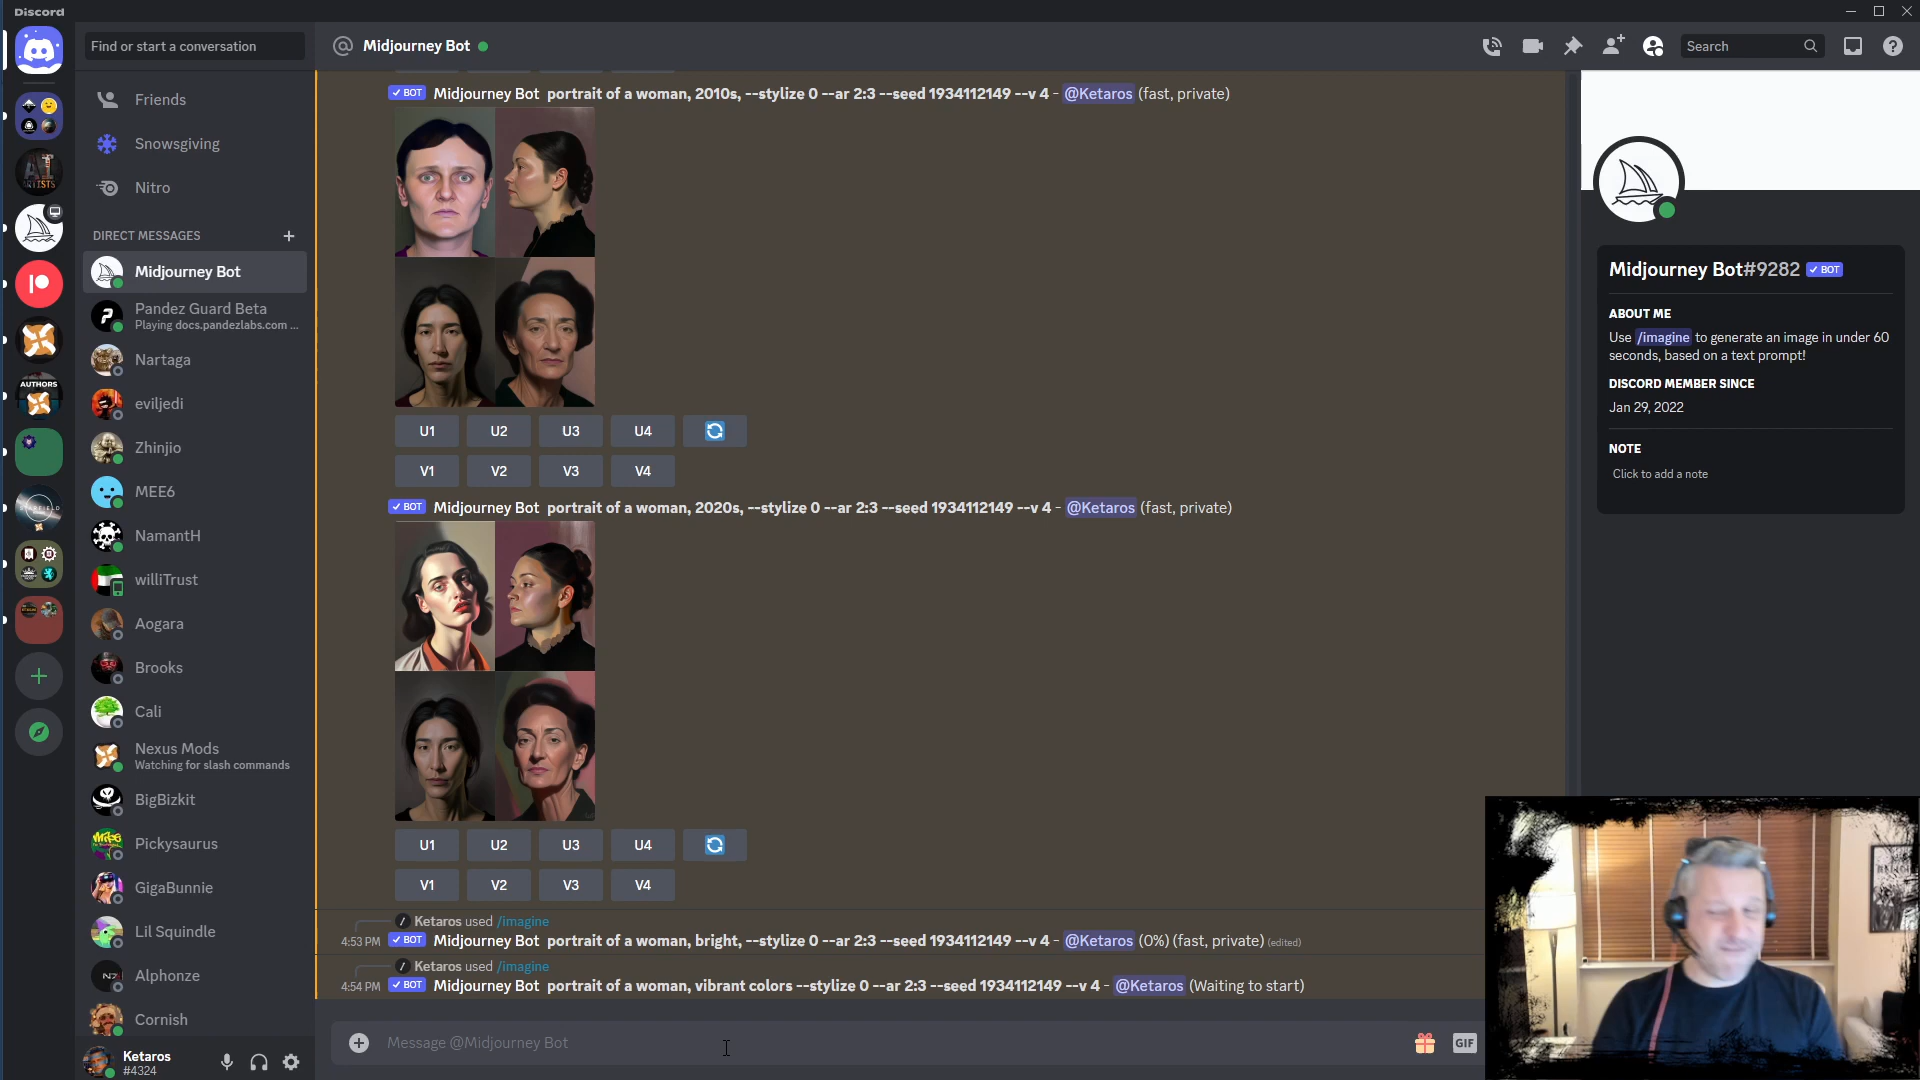 Discord
Find or start a conversation
Friends
Snowsgiving
Nitro
DIRECT MESSAGES
Midjourney Bot
Pandez Guard Beta
Playing docs.pandezlabs.com ...
Nartaga
eviljedi
Zhinjio
MEE6
NamantH
williTrust
Aogara
Brooks
Cali
Nexus Mods
Watching for slash commands
BigBizkit
Pickysaurus
GigaBunnie
Lil Squindle
Alphonze
Cornish
Ketaros
#4324
AI
ARTISTS
AUTHORS
Midjourney Bot
Search
BOT Midjourney Bot portrait of a woman, 2010s, --stylize 0 --ar 2:3 --seed 1934112149 --v 4 - @Ketaros (fast, private)
U1 U2 U3 U4
V1 V2 V3 V4
BOT Midjourney Bot portrait of a woman, 2020s, --stylize 0 --ar 2:3 --seed 1934112149 --v 4 - @Ketaros (fast, private)
U1 U2 U3 U4
V1 V2 V3 V4
Ketaros used /imagine
4:53 PM BOT Midjourney Bot portrait of a woman, bright, --stylize 0 --ar 2:3 --seed 1934112149 --v 4 - @Ketaros (0%) (fast, private) (edited)
Ketaros used /imagine
4:54 PM BOT Midjourney Bot portrait of a woman, vibrant colors --stylize 0 --ar 2:3 --seed 1934112149 --v 4 - @Ketaros (Waiting to start)
Message @Midjourney Bot
GIF
Midjourney Bot#9282 BOT
ABOUT ME
Use /imagine to generate an image in under 60
seconds, based on a text prompt!
DISCORD MEMBER SINCE
Jan 29, 2022
NOTE
Click to add a note